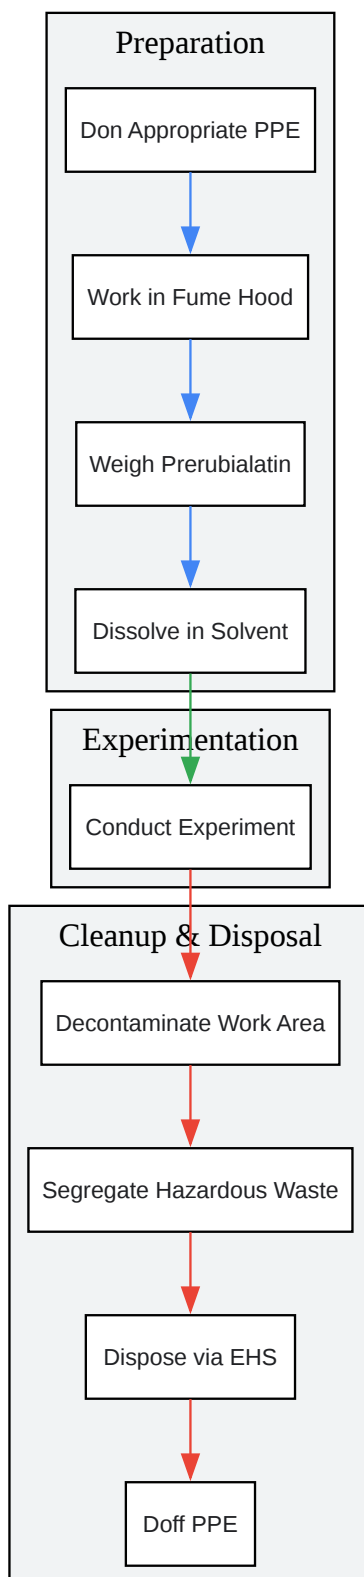 Preparation
Don Appropriate PPE
Work in Fume Hood
Weigh Prerubialatin
Dissolve in Solvent
Experimentation
Conduct Experiment
Cleanup & Disposal
Decontaminate Work Area
Segregate Hazardous Waste
Dispose via EHS
Doff PPE